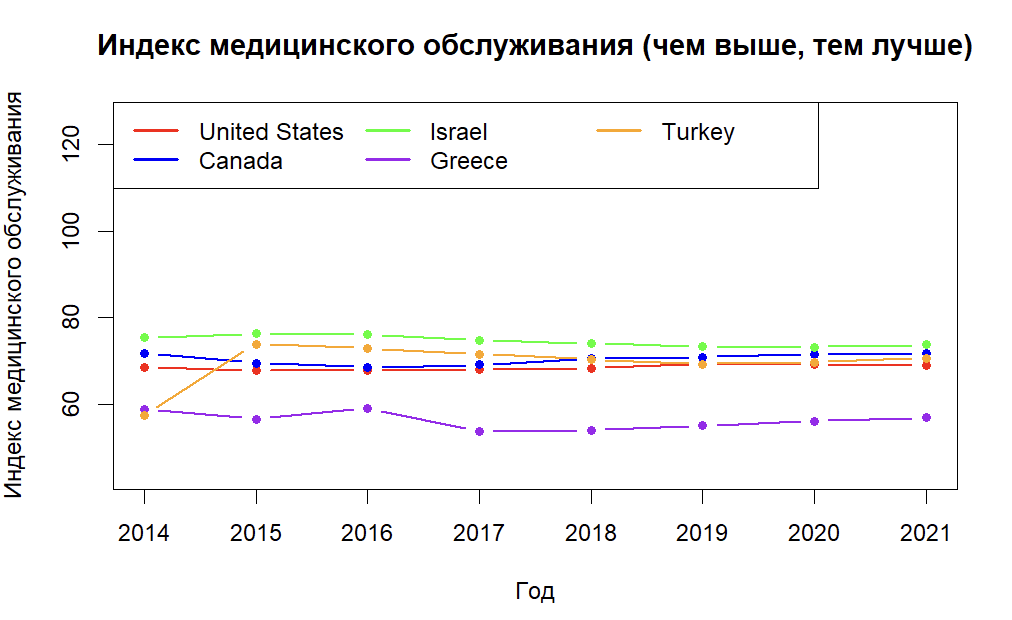 Индекс медицинского обслуживания (чем выше, тем лучше)
Индекс медицинского обслуживания
120
100
80
60
United States
Israel
Turkey
Canada
Greece
2014 2015 2016 2017 2018 2019 2020 2021
Год